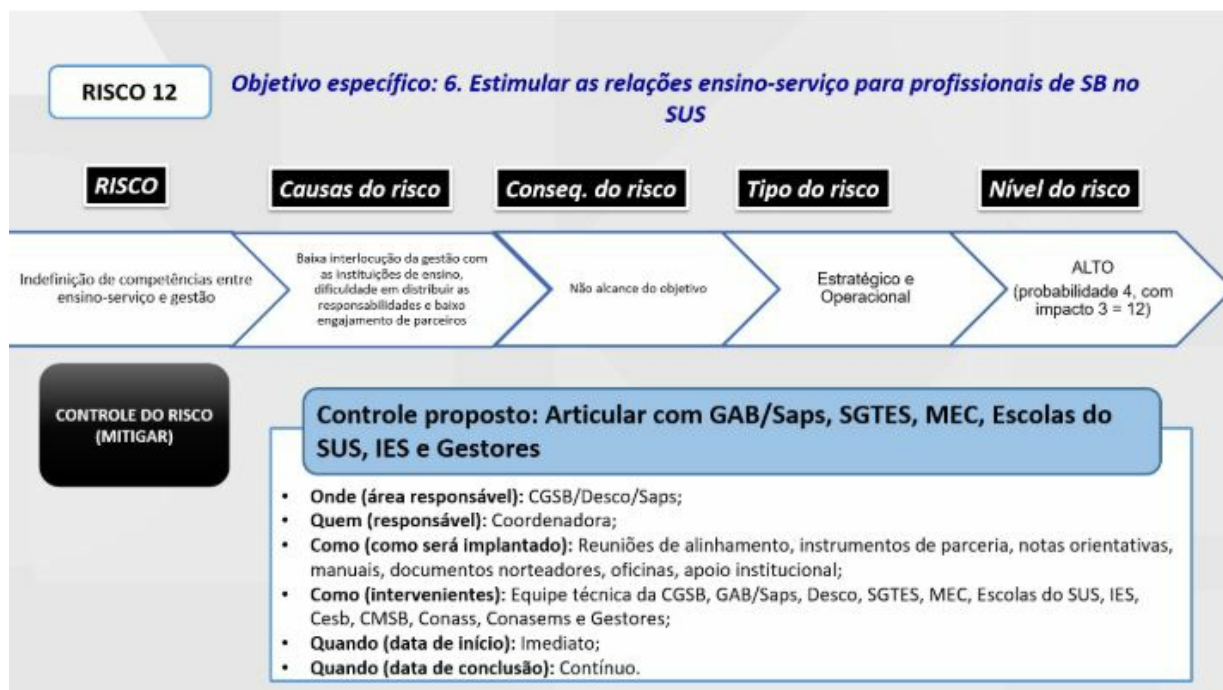 RISCO 12
Objetivo específico: 6. Estimular as relações ensino-serviço para profissionais de SB no
SUS
RISCO
Causas do risco
Conseq. do risco
Tipo do risco
Nível do risco
Indefinição de competências entre
ensino-serviço e gestão
Baixa interlocução da gestão com
as instituições de ensino,
dificuldade em distribuir as
responsabilidades e baixo
engajamento de parceiros
Não alcance do objetivo
Estratégico e
Operacional
ALTO
(probabilidade 4, com
impacto 3 = 12)
CONTROLE DO RISCO
(MITIGAR)
Controle proposto: Articular com GAB/Saps, SGTES, MEC, Escolas do
SUS, IES e Gestores
• Onde (área responsável): CGSB/Desco/Saps;
• Quem (responsável): Coordenadora;
• Como (como será implantado): Reuniões de alinhamento, instrumentos de parceria, notas orientativas,
manuais, documentos norteadores, oficinas, apoio institucional;
• Como (intervenientes): Equipe técnica da CGSB, GAB/Saps, Desco, SGTES, MEC, Escolas do SUS, IES,
Cesb, CMSB, Conass, Conasems e Gestores;
• Quando (data de início): Imediato;
• Quando (data de conclusão): Contínuo.